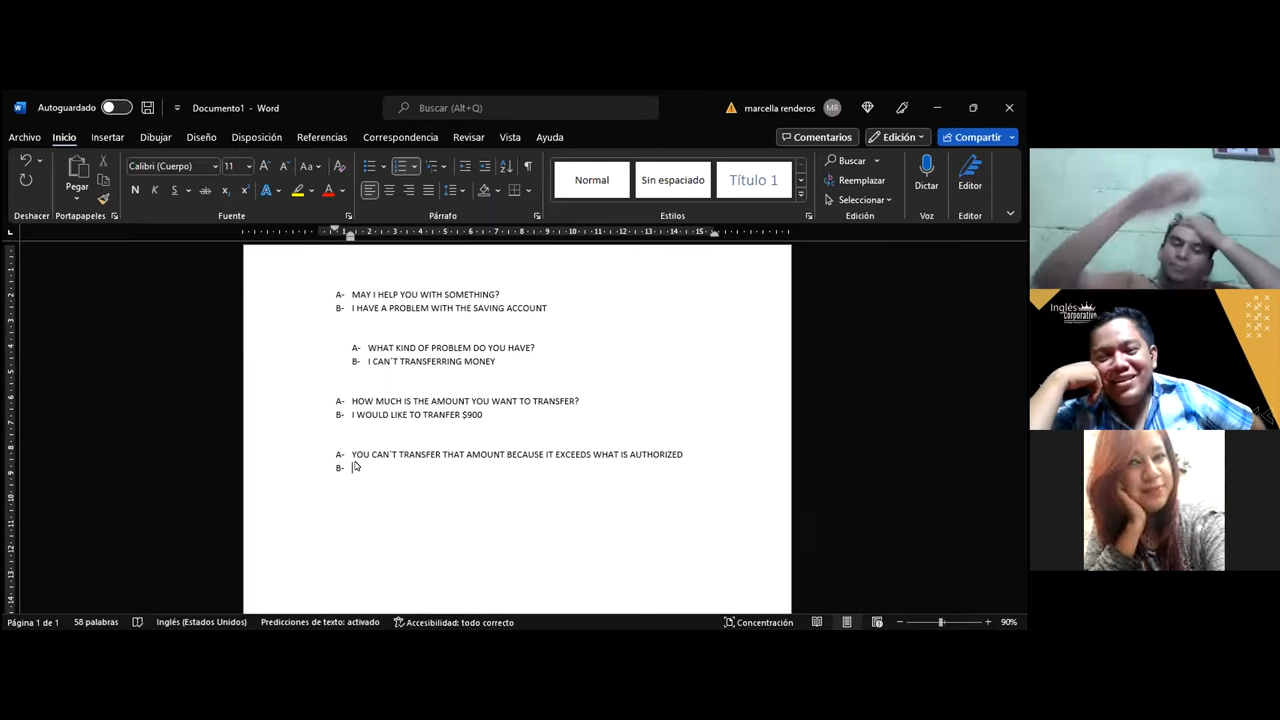 Autoguardado
Documento1 - Word
Buscar (Alt+Q)
marcella renderos
MR
Archivo Inicio Insertar Dibujar Diseño Disposición Referencias Correspondencia Revisar Vista Ayuda
Comentarios
Edición
Compartir
Pegar
Calibri (Cuerpo) 11
N K S ab x₂ x²
Normal
Sin espaciado
Título 1
Buscar
Reemplazar
Seleccionar
Dictar
Editor
Deshacer
Portapapeles
Fuente
Párrafo
Estilos
Edición
Voz
Editor
A- MAY I HELP YOU WITH SOMETHING?
B- I HAVE A PROBLEM WITH THE SAVING ACCOUNT
A- WHAT KIND OF PROBLEM DO YOU HAVE?
B- I CAN´T TRANSFERRING MONEY
A- HOW MUCH IS THE AMOUNT YOU WANT TO TRANSFER?
B- I WOULD LIKE TO TRANFER $900
A- YOU CAN´T TRANSFER THAT AMOUNT BECAUSE IT EXCEEDS WHAT IS AUTHORIZED
B-
Página 1 de 1 58 palabras Inglés (Estados Unidos) Predicciones de texto: activado Accesibilidad: todo correcto Concentración 90%
Inglés
Corporativo